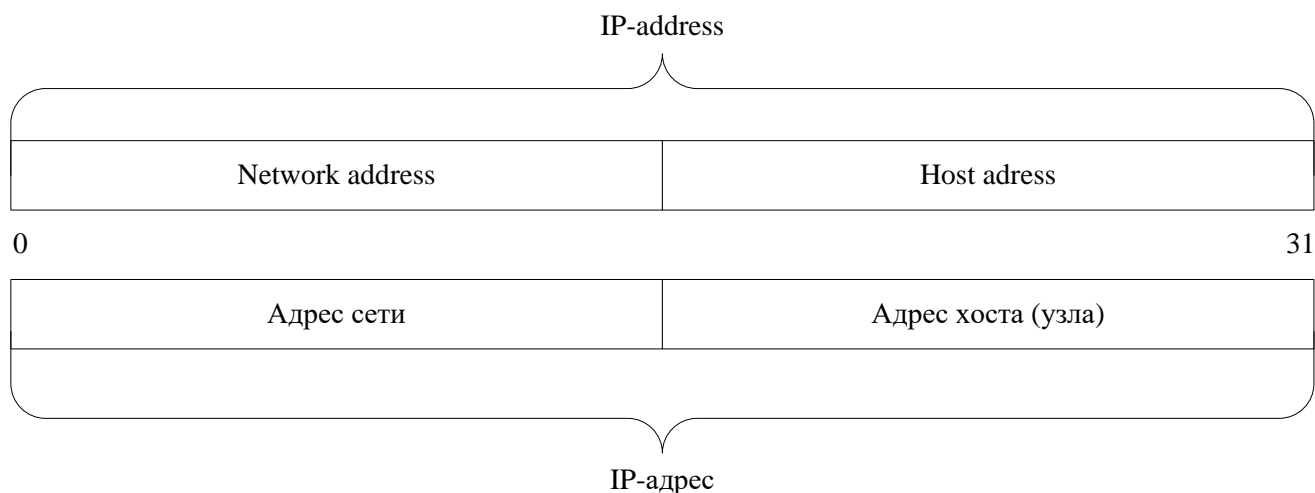 IP-address
Network address Host adress
0 31
Адрес сети Адрес хоста (узла)
IP-адрес